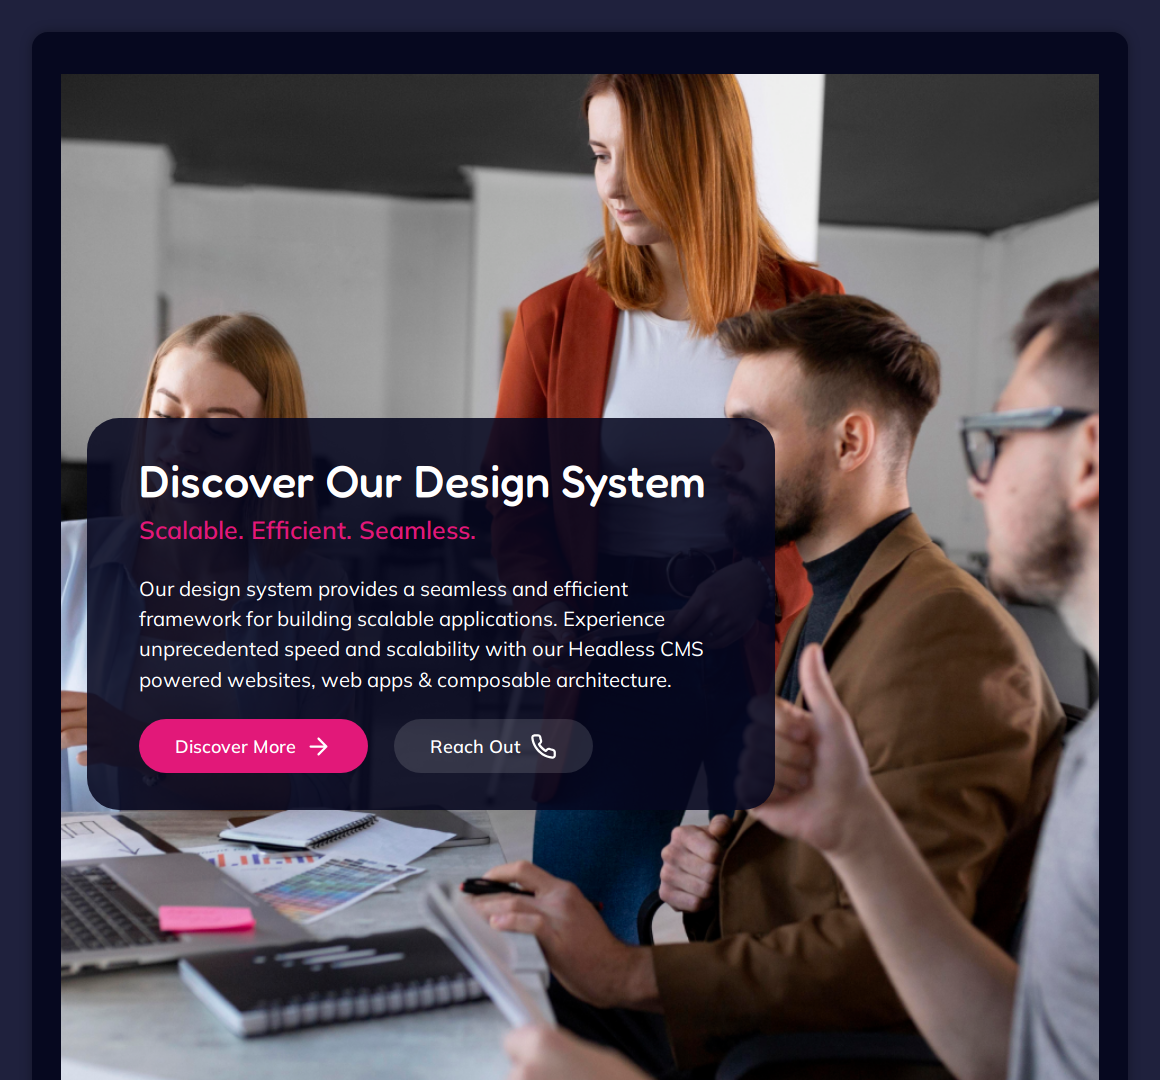 Discover Our Design System
Scalable. Efficient. Seamless.
Our design system provides a seamless and efficient
framework for building scalable applications. Experience
unprecedented speed and scalability with our Headless CMS
powered websites, web apps & composable architecture.
Discover More
Reach Out